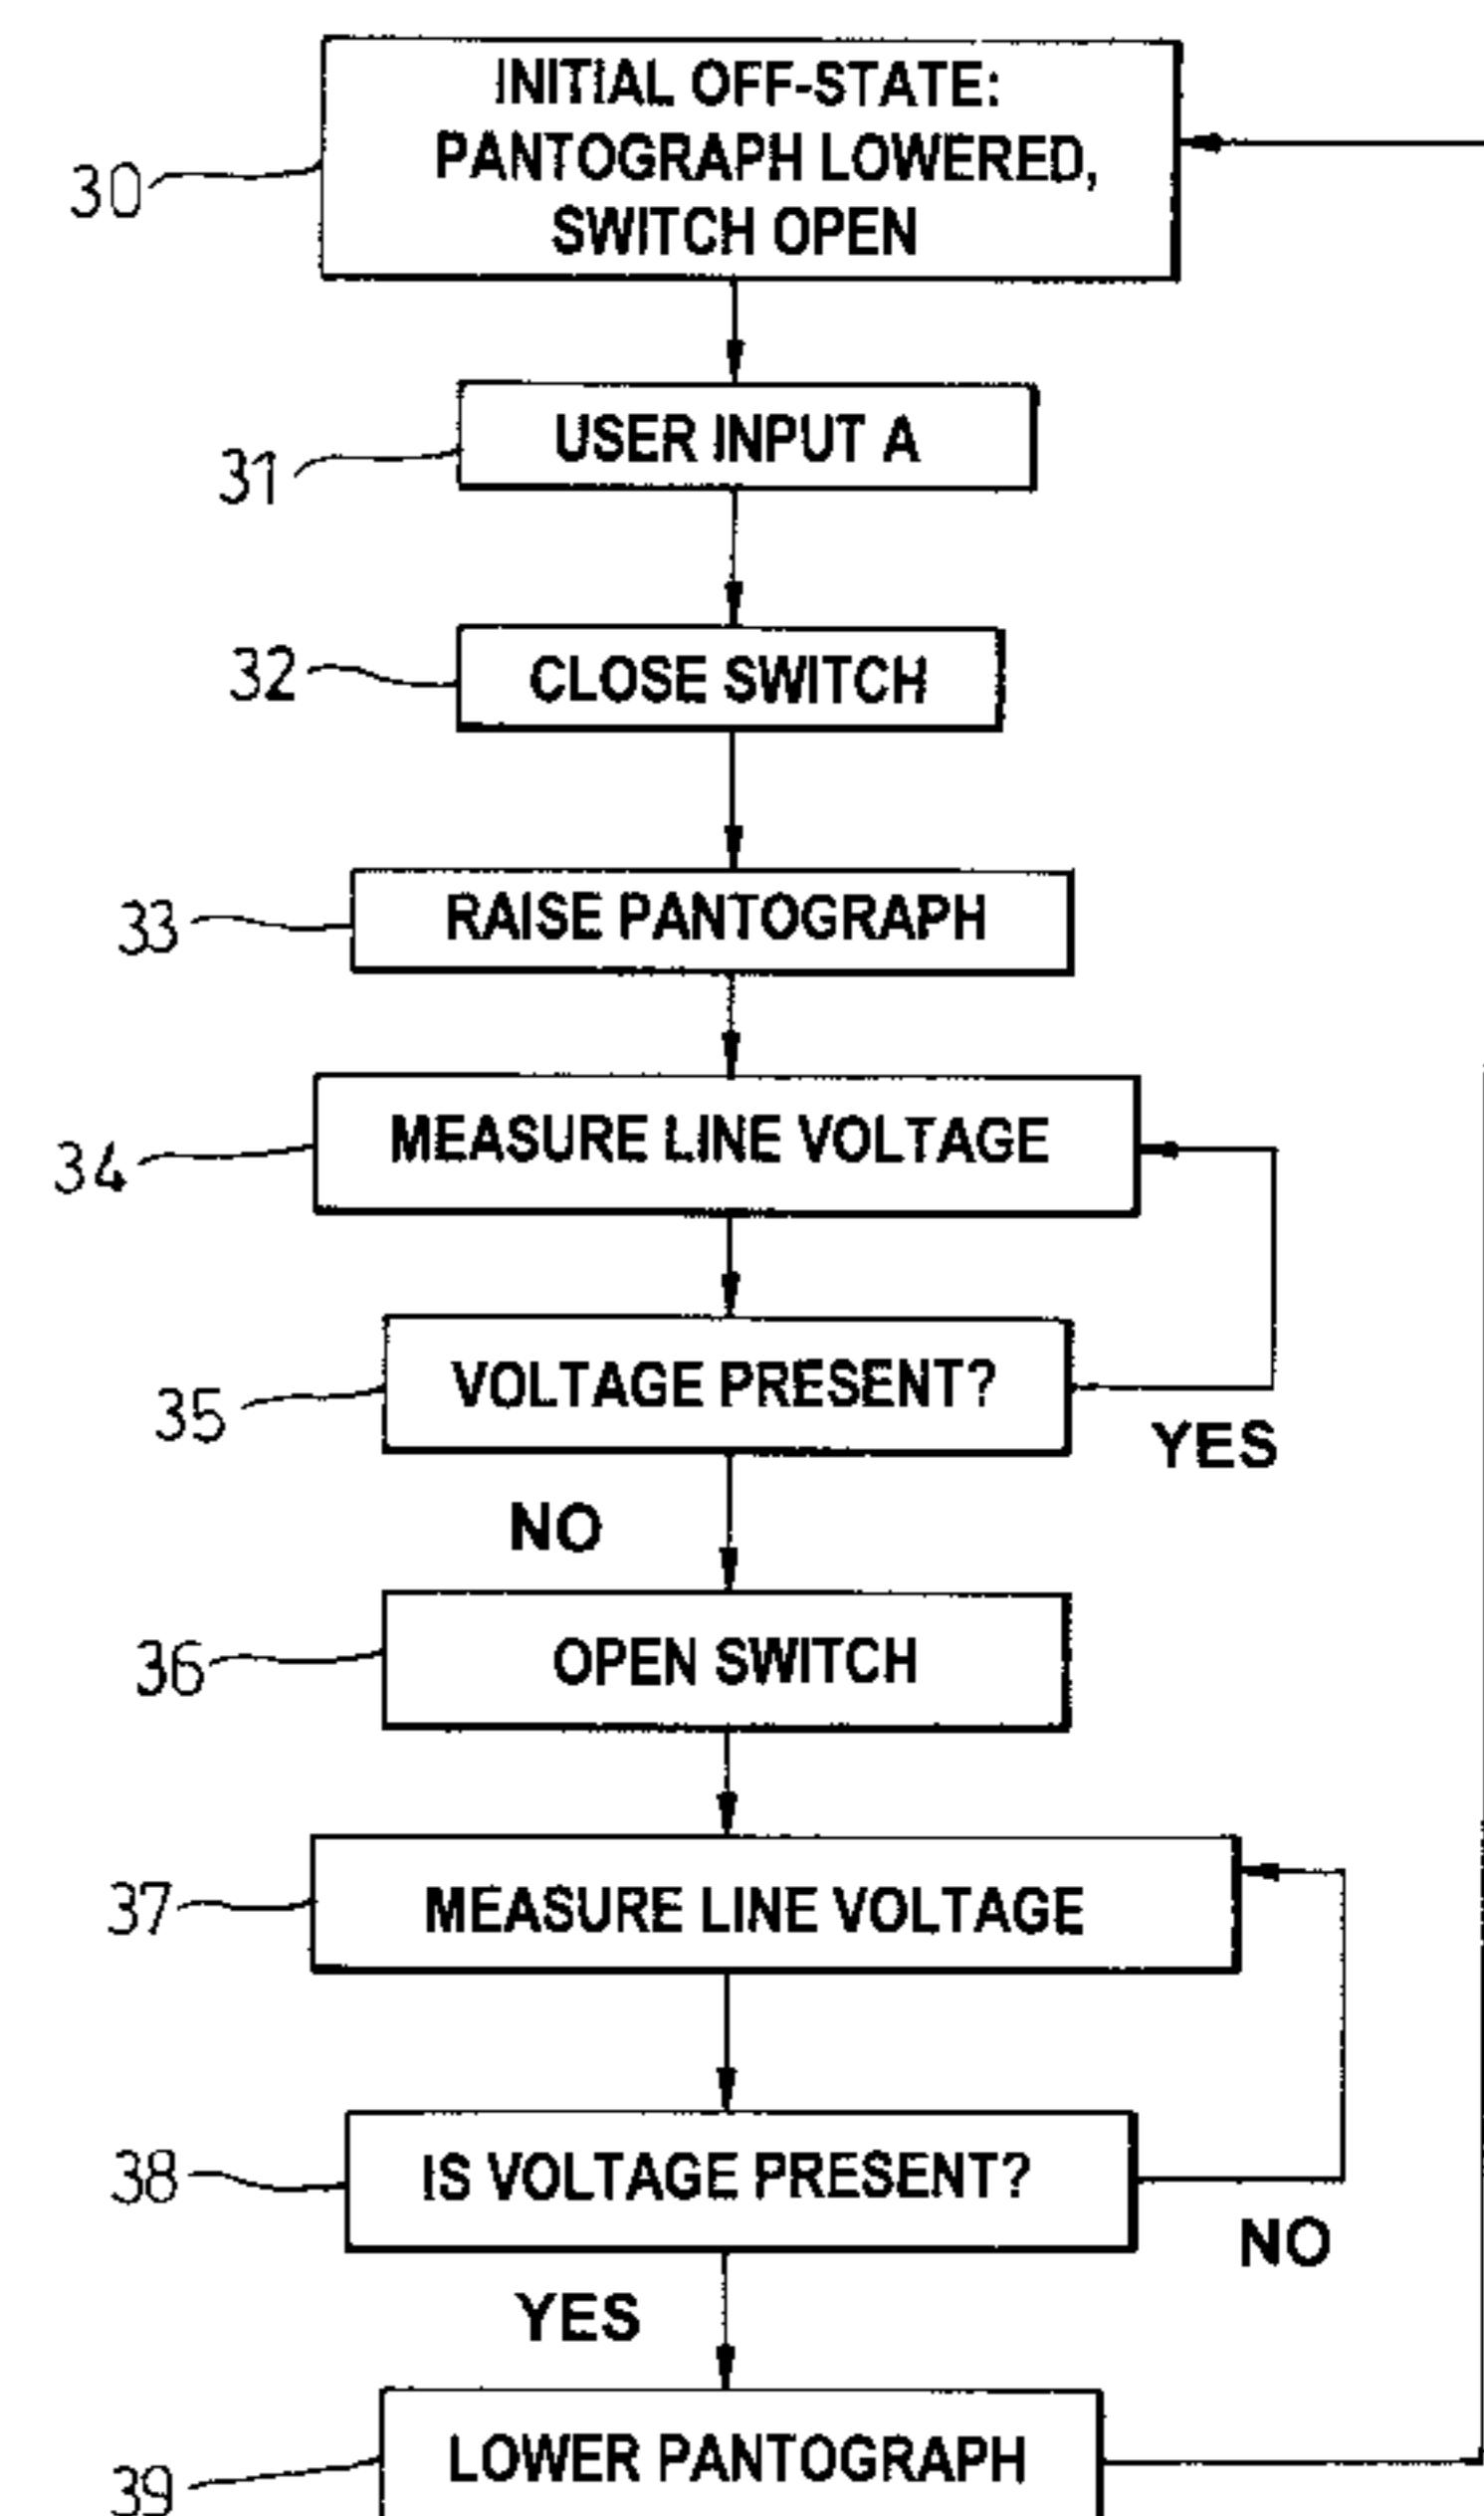 INITIAL OFF-STATE:
PANTOGRAPH LOWERED,
SWITCH OPEN
30
USER INPUT A
31
CLOSE SWITCH
32
RAISE PANTOGRAPH
33
MEASURE LINE VOLTAGE
34
VOLTAGE PRESENT?
35
YES
NO
OPEN SWITCH
36
MEASURE LINE VOLTAGE
37
IS VOLTAGE PRESENT?
38
NO
YES
LOWER PANTOGRAPH
39